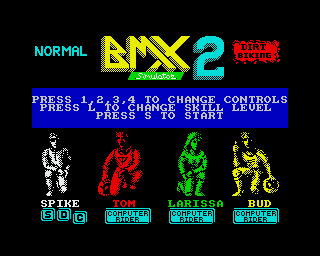 NORMAL
BMX 2
Simulator
DIRT
BIKING
PRESS 1,2,3,4 TO CHANGE CONTROLS
PRESS L TO CHANGE SKILL LEVEL
PRESS S TO START
SPIKE TOM LARISSA BUD
S D C
COMPUTER RIDER COMPUTER RIDER COMPUTER RIDER